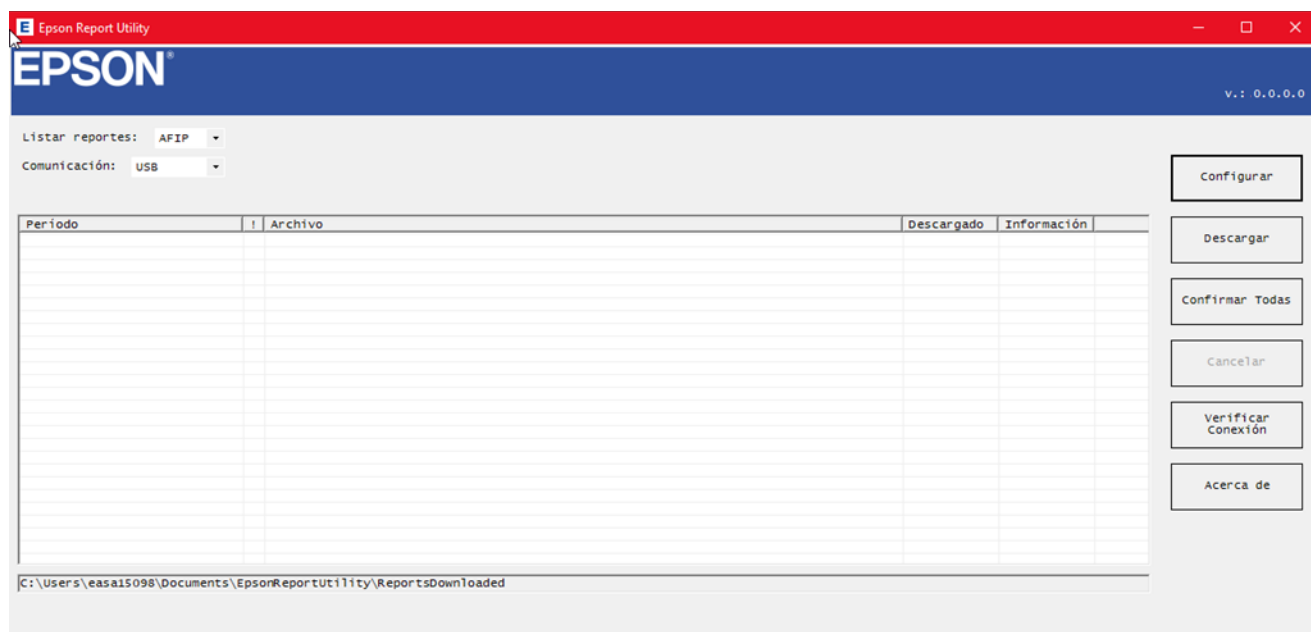 E Epson Report Utility
EPSON®
v.: 0.0.0.0
Listar reportes: AFIP
Comunicación: USB
Configurar
Período ! Archivo Descargado Información
Descargar
Confirmar Todas
Cancelar
Verificar
Conexión
Acerca de
C:\Users\easa15098\Documents\EpsonReportUtility\ReportsDownloaded